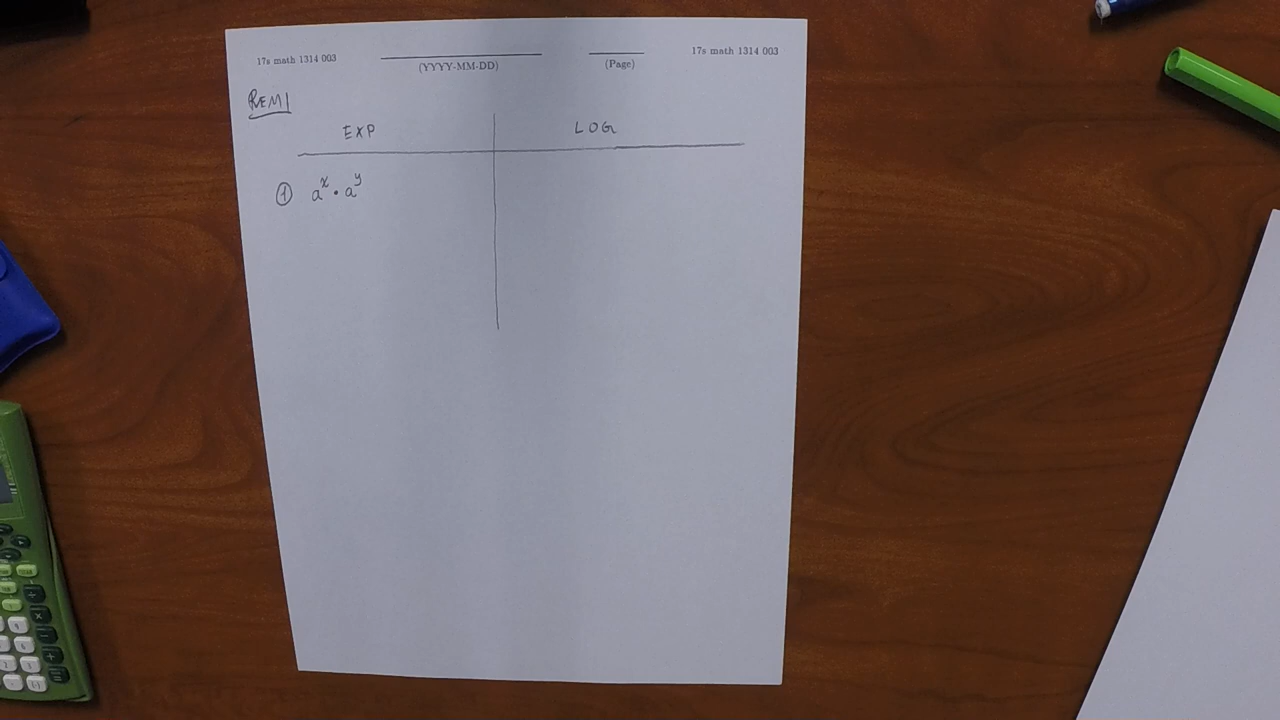 17s math 1314 003 (YYYY-MM-DD) (Page) 17s math 1314 003
REM1
EXP LOG
① a^x · a^y